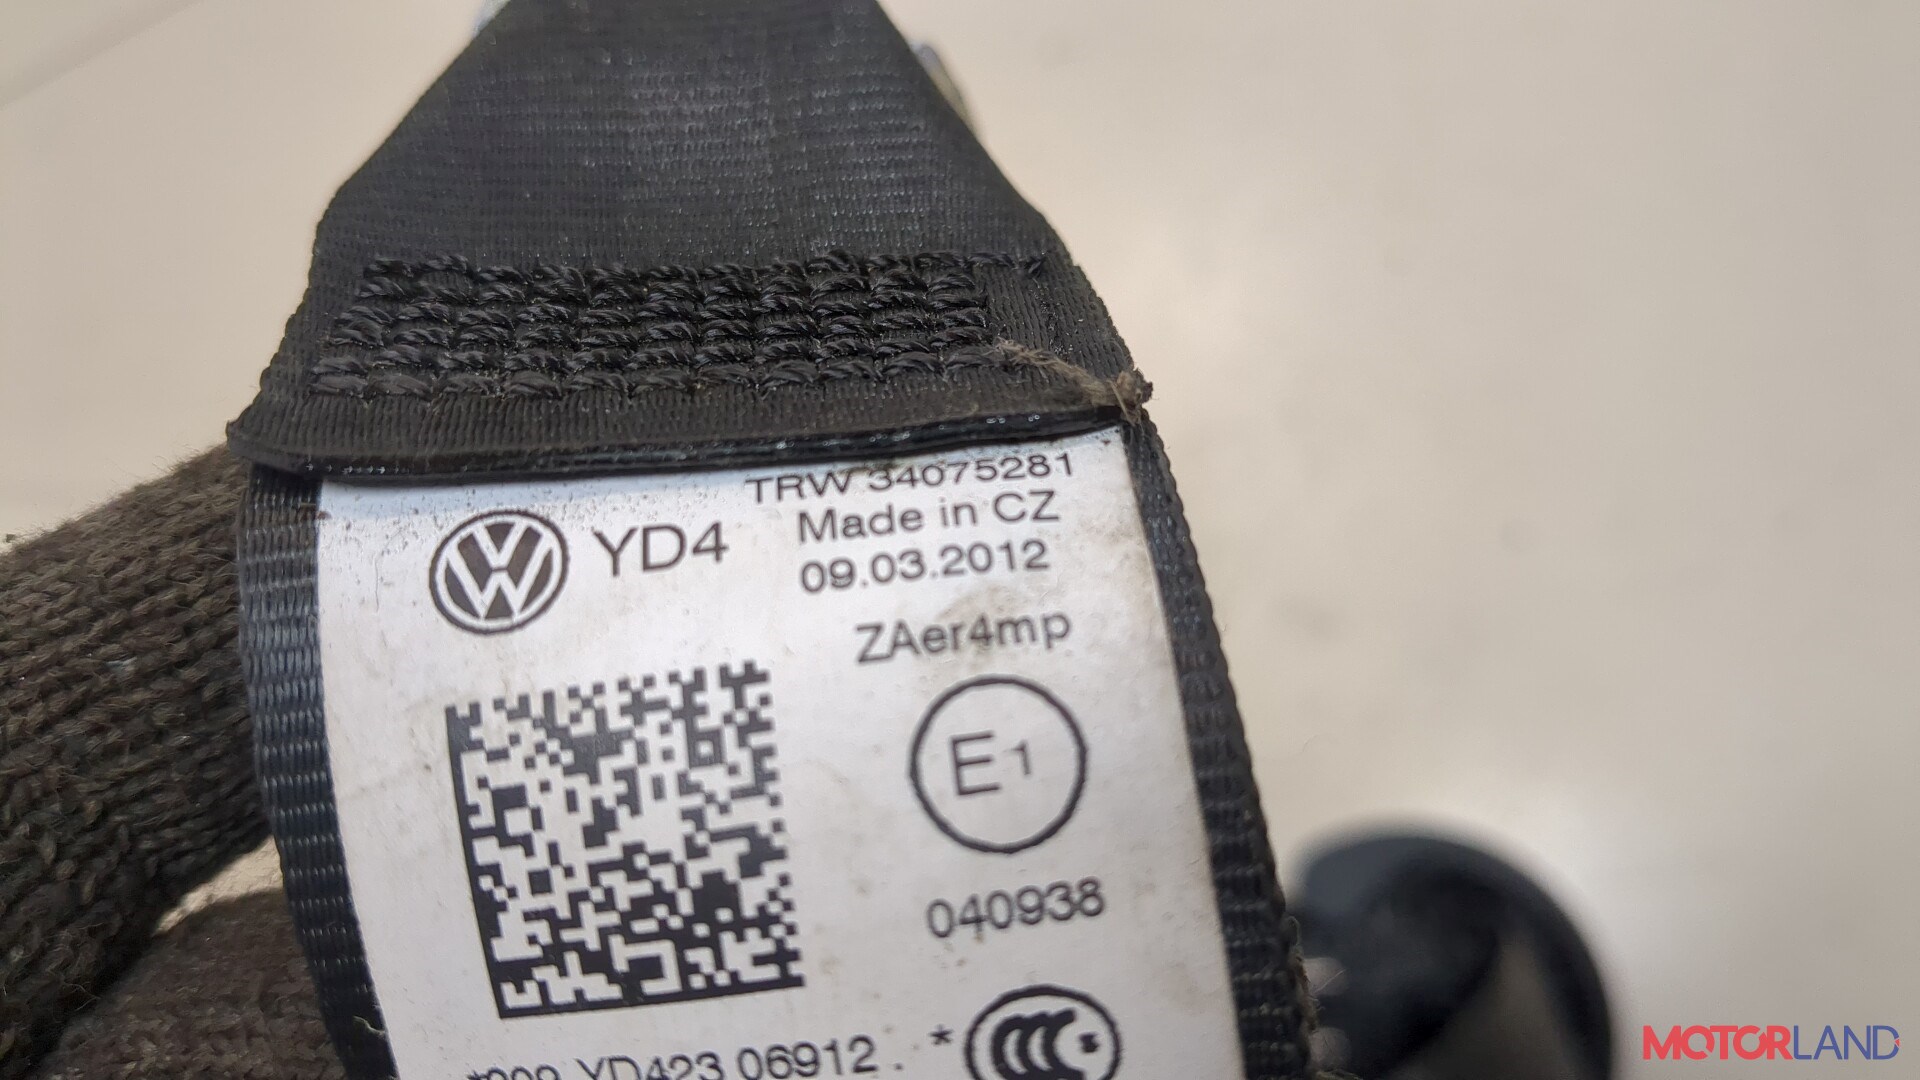 TRW 34075281
Made in CZ
09.03.2012
YD4
ZAer4mp
E1
040938
YD423 06912 . *
MOTORLAND